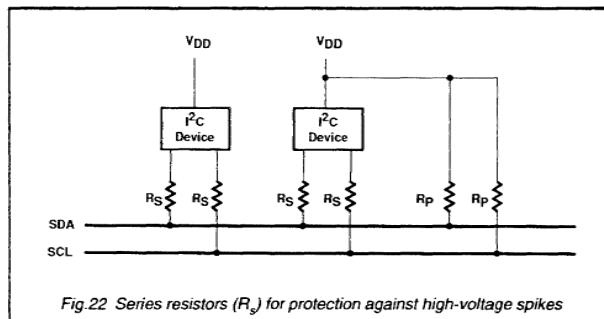 VDD VDD
I²C Device I²C Device
RS RS RS RS RP RP
SDA
SCL
Fig.22 Series resistors (Rs) for protection against high-voltage spikes